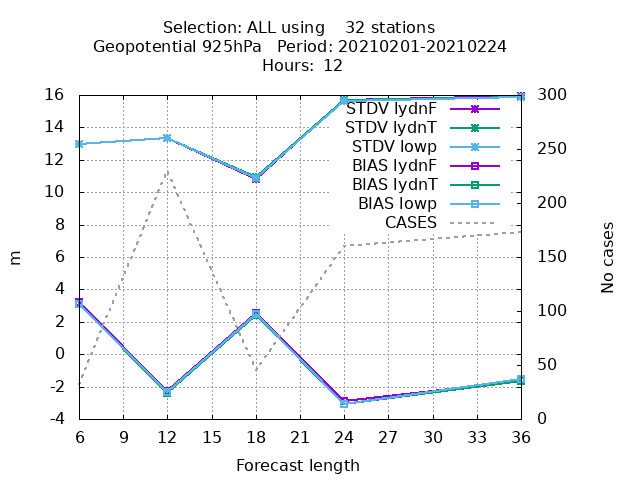 Selection: ALL using    32 stations
Geopotential 925hPa   Period: 20210201-20210224
Hours:  12
16
14
12
10
8
6
4
2
0
-2
-4
m
STDV lydnF
STDV lydnT
STDV lowp
BIAS lydnF
BIAS lydnT
BIAS lowp
CASES
300
250
200
150
100
50
0
No cases
6 9 12 15 18 21 24 27 30 33 36
Forecast length